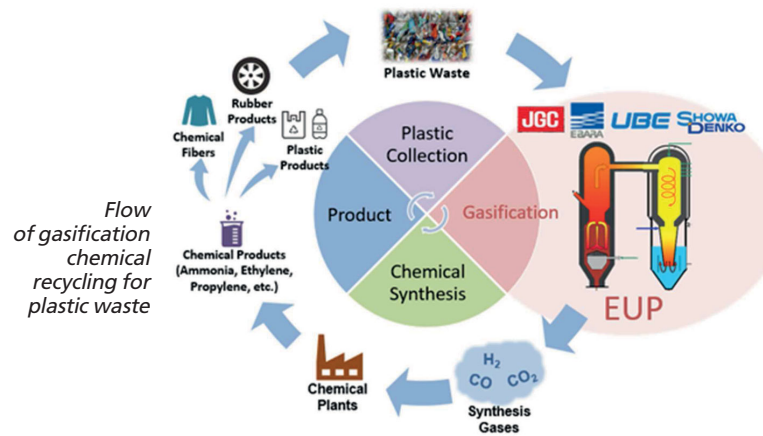 Plastic Waste
Rubber
Products
Chemical
Fibers
Plastic
Products
JGC
EBARA
UBE
SHOWA
DENKO
Plastic
Collection
Product
Gasification
Chemical
Synthesis
Flow
of gasification
chemical
recycling for
plastic waste
Chemical Products
(Ammonia, Ethylene,
Propylene, etc.)
EUP
H₂
CO CO₂
Chemical
Plants
Synthesis
Gases